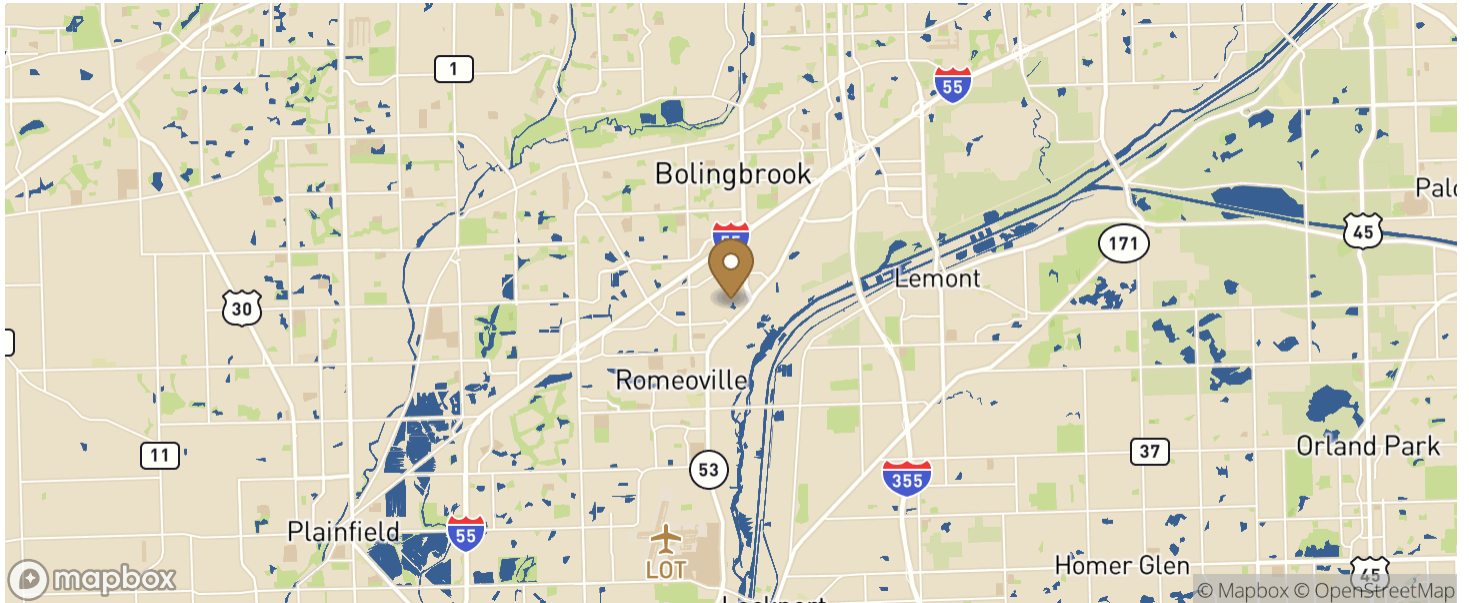 1
55
Bolingbrook
Palo
45
171
55
Lemont
30
Romeoville
11
53
37
Orland Park
355
Plainfield
55
LOT
Homer Glen
45
Lockport
mapbox
© Mapbox © OpenStreetMap